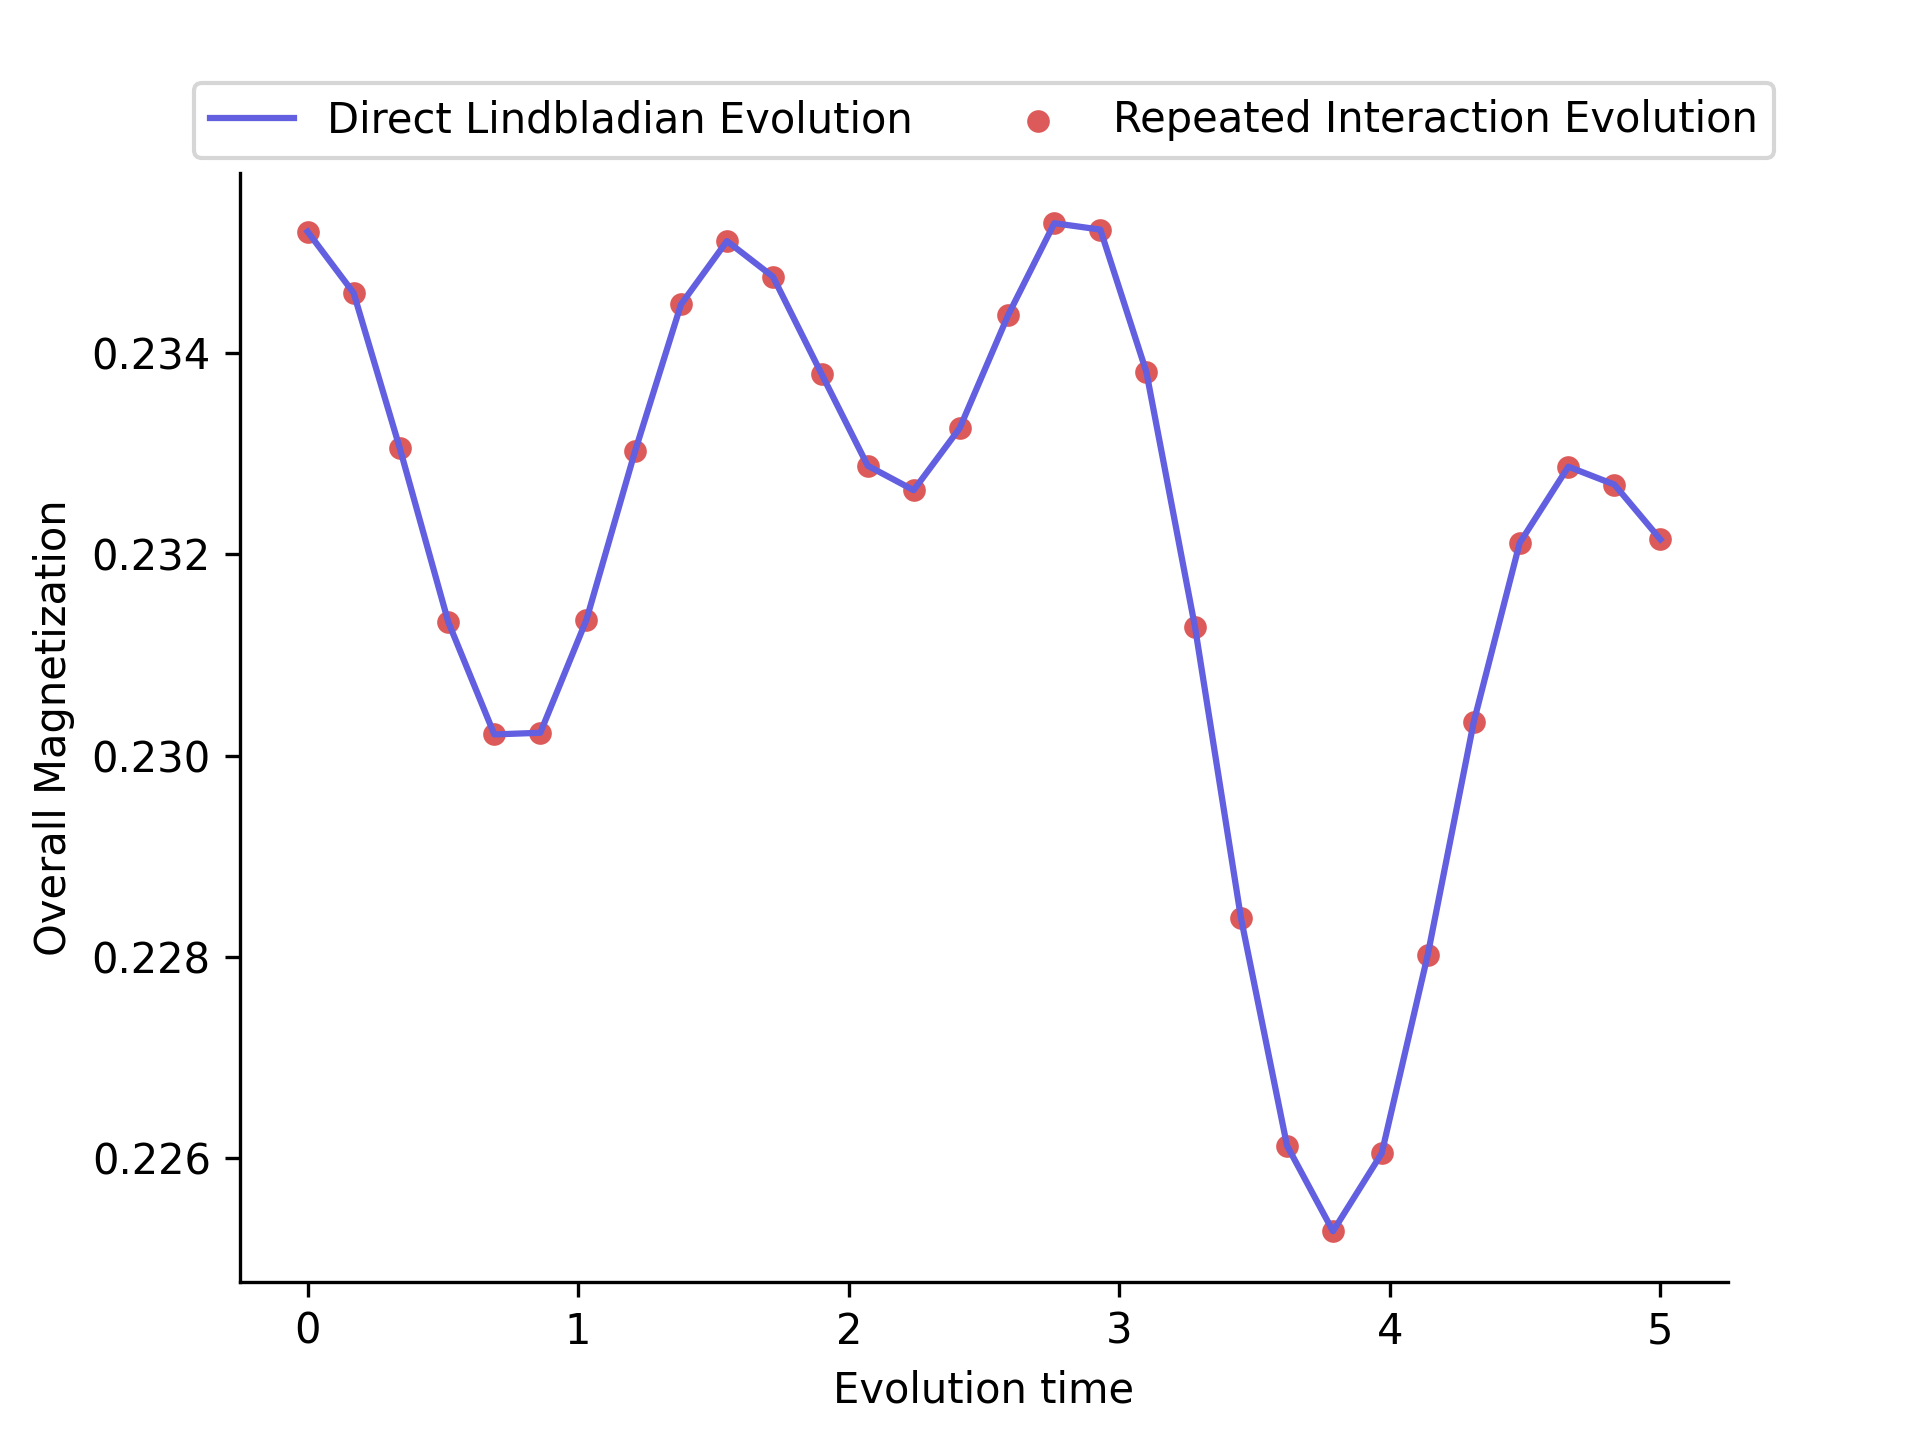 Direct Lindbladian Evolution
Repeated Interaction Evolution
Overall Magnetization
0.234
0.232
0.230
0.228
0.226
0 1 2 3 4 5
Evolution time